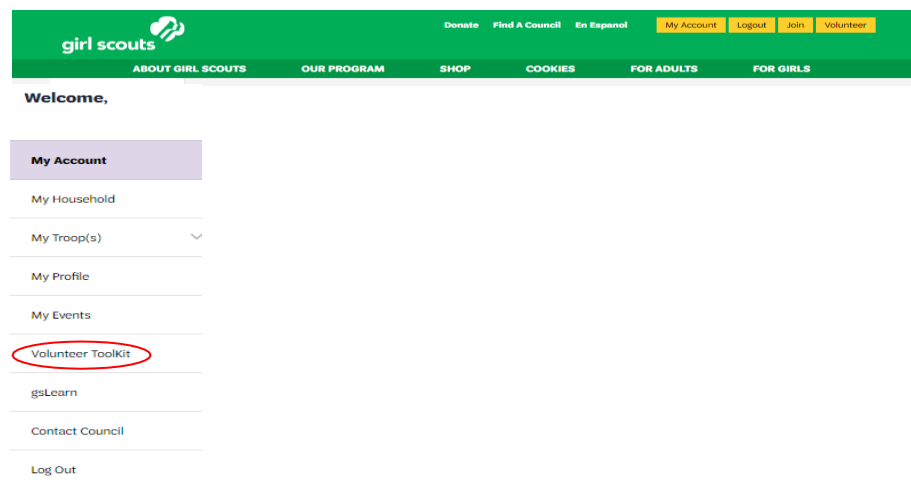 Donate Find A Council En Espanol My Account Logout Join Volunteer
girl scouts
ABOUT GIRL SCOUTS OUR PROGRAM SHOP COOKIES FOR ADULTS FOR GIRLS
Welcome,
My Account
My Household
My Troop(s)
My Profile
My Events
Volunteer ToolKit
gsLearn
Contact Council
Log Out